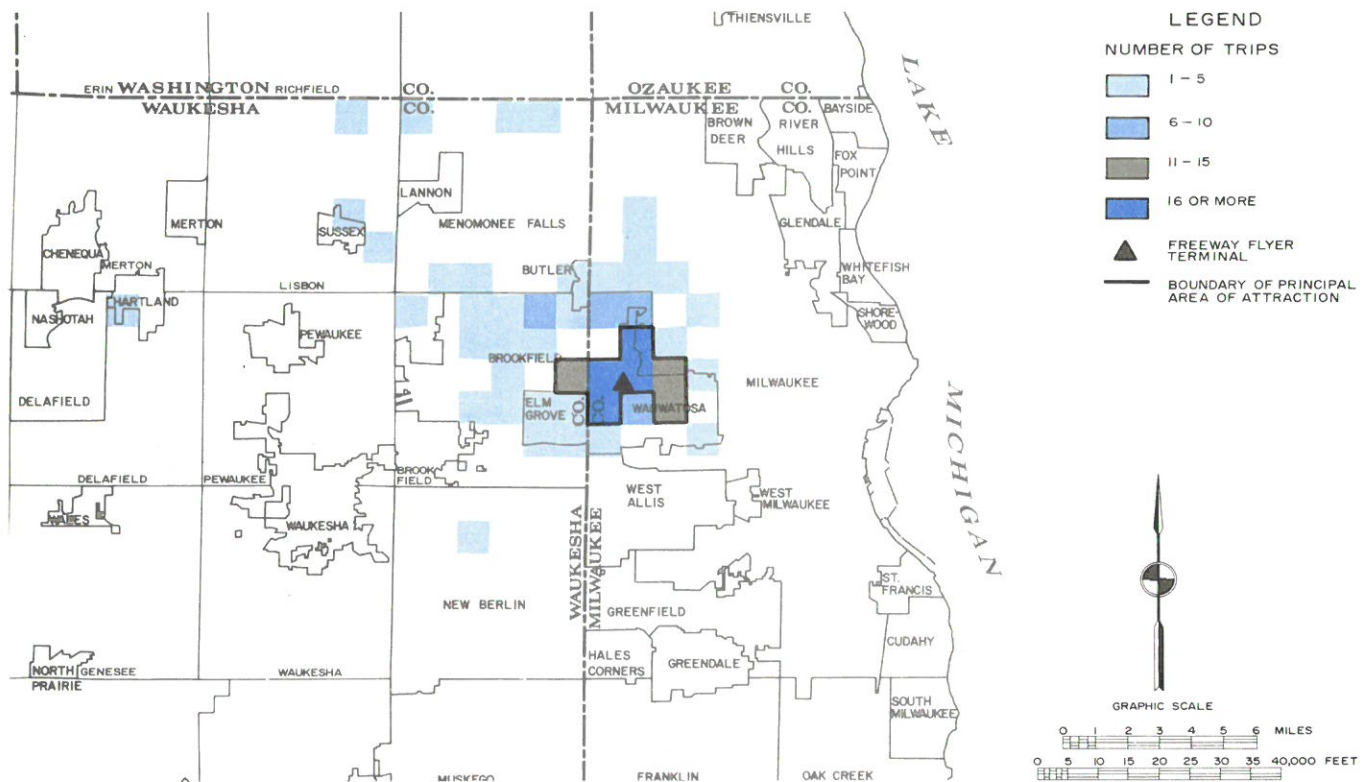 THIENSVILLE
LEGEND
NUMBER OF TRIPS
1 - 5
6 - 10
11 - 15
16 OR MORE
FREEWAY FLYER
TERMINAL
BOUNDARY OF PRINCIPAL
AREA OF ATTRACTION
ERIN WASHINGTON RICHFIELD CO. OZAUKEE CO.
WAUKESHA CO. MILWAUKEE CO.
LAKE
MICHIGAN
BROWN
DEER
RIVER
HILLS
BAYSIDE
FOX
POINT
LANNON
MERTON
SUSSEX
MENOMONEE FALLS
GLENDALE
CHENEQUA
MERTON
BUTLER
WHITEFISH
BAY
LISBON
HARTLAND
NASHOTAH
PEWAUKEE
SHORE-
WOOD
BROOKFIELD
MILWAUKEE
DELAFIELD
ELM
GROVE
CO.
CO.
WAUWATOSA
DELAFIELD
PEWAUKEE
BROOK
FIELD
WEST
ALLIS
WEST
MILWAUKEE
WALES
WAUKESHA
WAUKESHA
MILWAUKEE
ST.
FRANCIS
NEW BERLIN
GREENFIELD
CUDAHY
HALES
CORNERS
GREENDALE
NORTH
PRAIRIE
GENESEE
WAUKESHA
SOUTH
MILWAUKEE
MUSKEGO
FRANKLIN
OAK CREEK
GRAPHIC SCALE
0 1 2 3 4 5 6 MILES
0 5 10 15 20 25 30 35 40,000 FEET